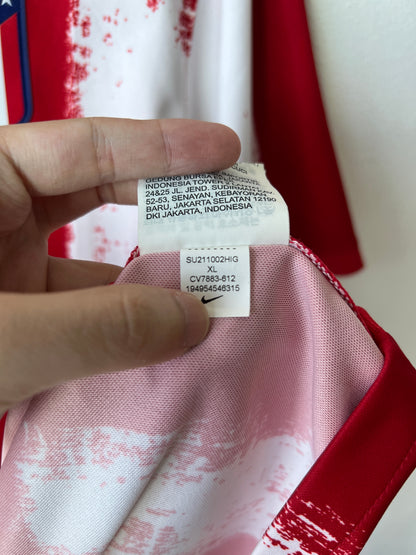 GEDUNG BURSA EFEK
INDONESIA TOWER
24&25 JL. JEND. SUDIRMAN
52-53, SENAYAN, KEBAYORAN
BARU, JAKARTA SELATAN 12190
DKI JAKARTA, INDONESIA
SU211002HIG
XL
CV7883-612
194954546315